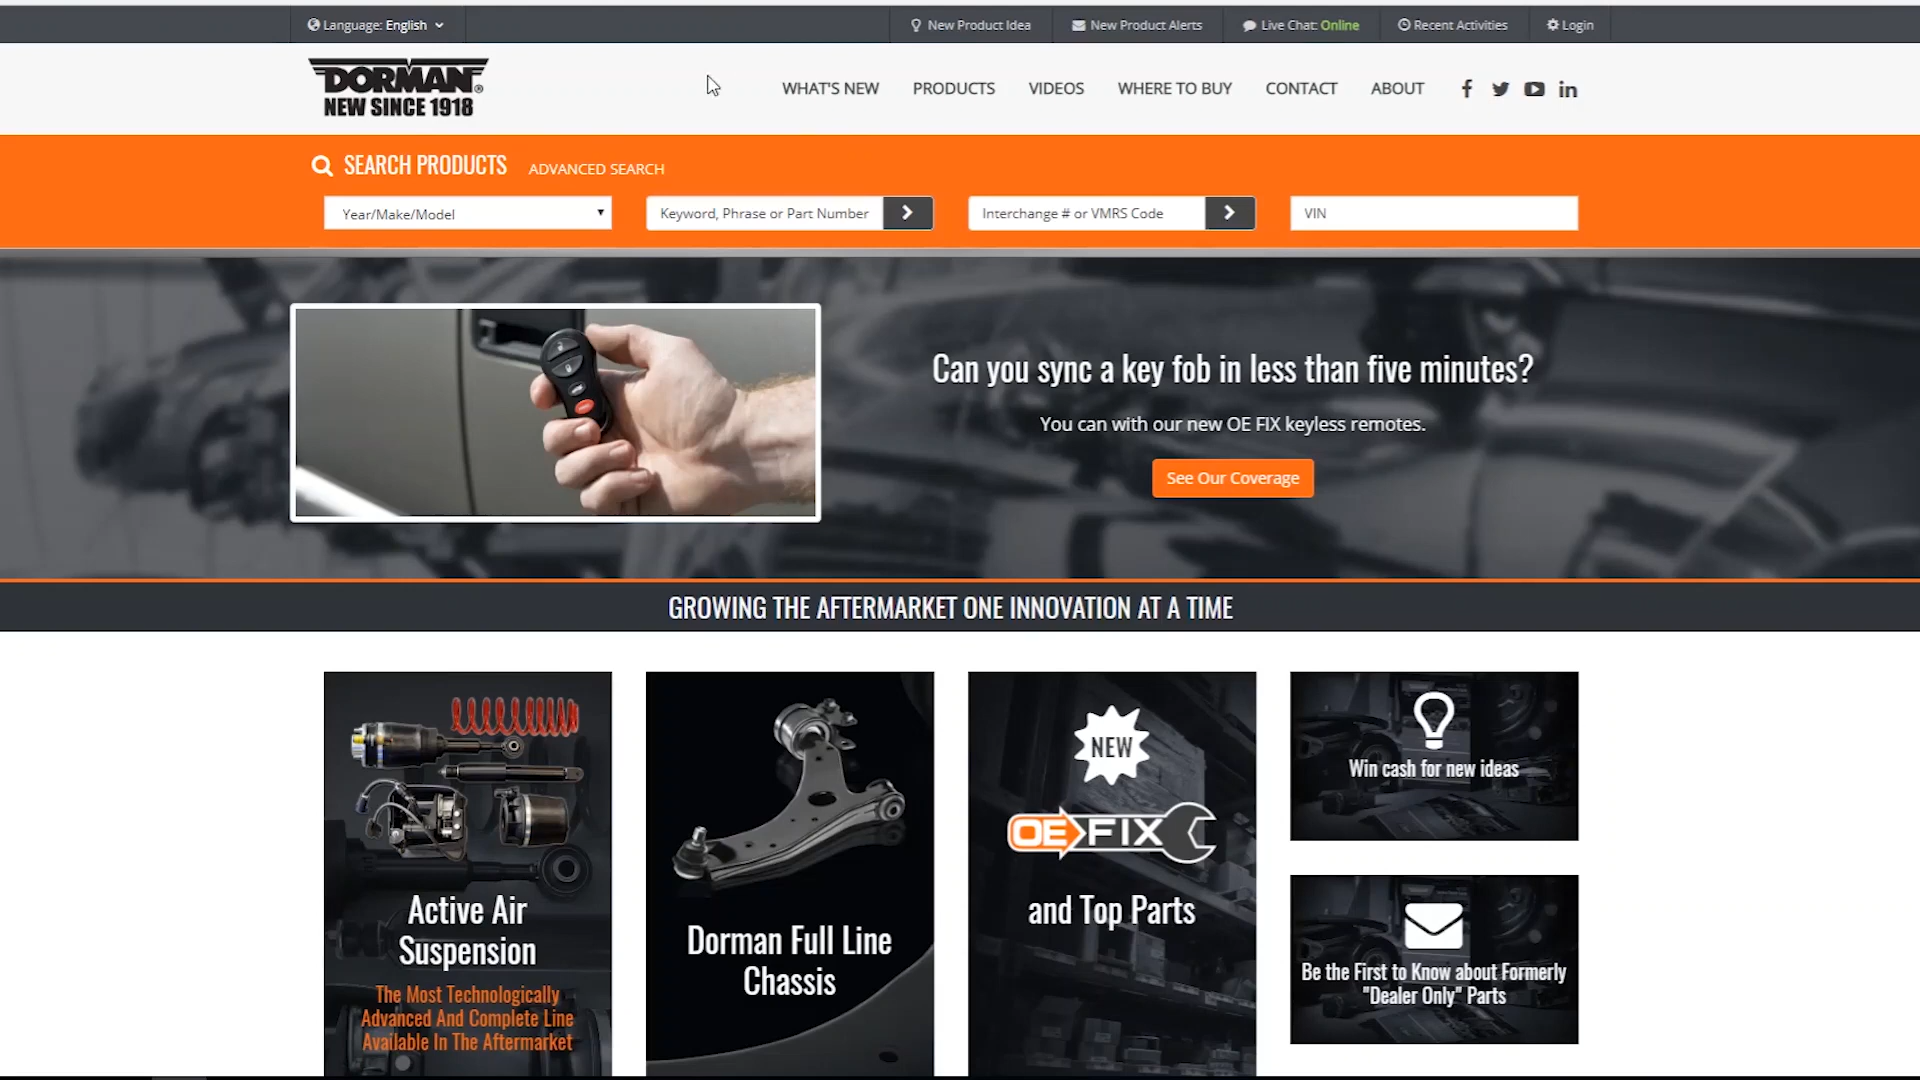 Language: English
New Product Idea
New Product Alerts
Live Chat: Online
Recent Activities
Login
DORMAN®
NEW SINCE 1918
WHAT'S NEW
PRODUCTS
VIDEOS
WHERE TO BUY
CONTACT
ABOUT
SEARCH PRODUCTS
ADVANCED SEARCH
Year/Make/Model
Keyword, Phrase or Part Number
Interchange # or VMRS Code
VIN
Can you sync a key fob in less than five minutes?
You can with our new OE FIX keyless remotes.
See Our Coverage
GROWING THE AFTERMARKET ONE INNOVATION AT A TIME
Active Air
Suspension
The Most Technologically
Advanced And Complete Line
Available In The Aftermarket
Dorman Full Line
Chassis
NEW
OE FIX
and Top Parts
Win cash for new ideas
Be the First to Know about Formerly
"Dealer Only" Parts